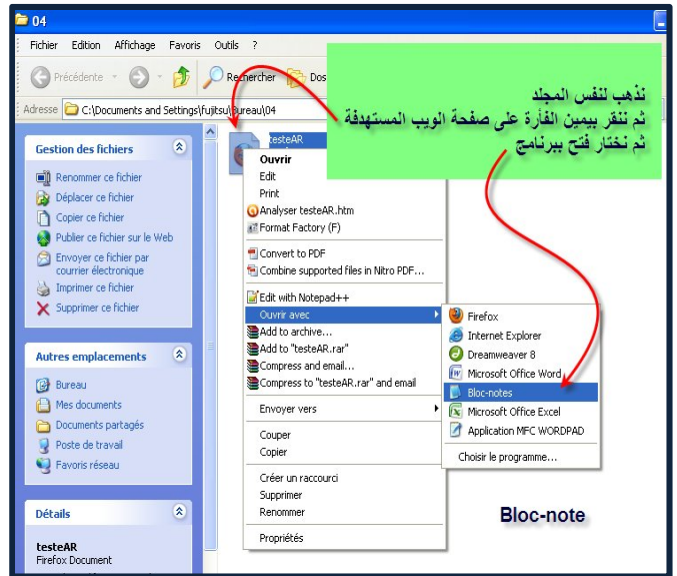 04
Fichier Edition Affichage Favoris Outils ?
Précédente Rechercher Dos
Adresse C:\Documents and Settings\fujitsu\Bureau\04
نذهب لنفس المجلد
ثم ننقر بيمين الفأرة على صفحة الويب المستهدفة
ثم نختار فتح ببرنامج
Gestion des fichiers
Renommer ce fichier
Déplacer ce fichier
Copier ce fichier
Publier ce fichier sur le Web
Envoyer ce fichier par
courrier électronique
Imprimer ce fichier
Supprimer ce fichier
Autres emplacements
Bureau
Mes documents
Documents partagés
Poste de travail
Favoris réseau
Détails
testeAR
Firefox Document
testeAR
Ouvrir
Edit
Print
Analyser testeAR.htm
Format Factory (F)
Convert to PDF
Combine supported files in Nitro PDF...
Edit with Notepad++
Ouvrir avec
Add to archive...
Add to "testeAR.rar"
Compress and email...
Compress to "testeAR.rar" and email
Envoyer vers
Couper
Copier
Créer un raccourci
Supprimer
Renommer
Propriétés
Firefox
Internet Explorer
Dreamweaver 8
Microsoft Office Word
Bloc-notes
Microsoft Office Excel
Application MFC WORDPAD
Choisir le programme...
Bloc-note